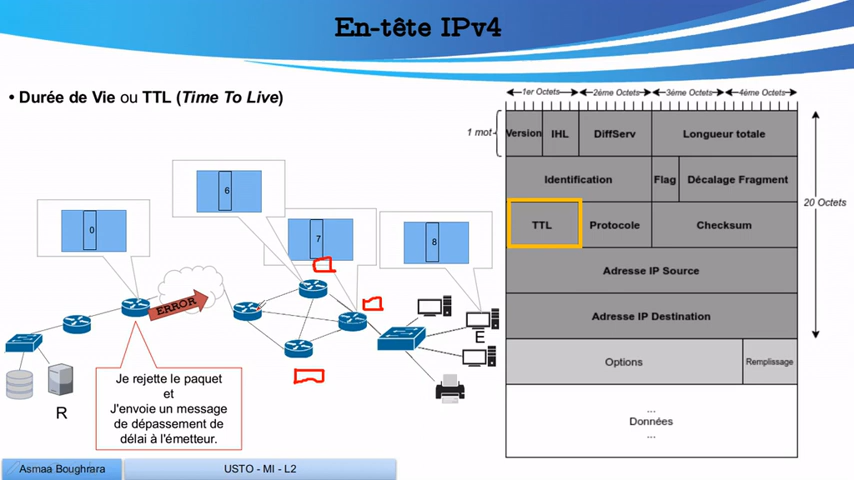 En-tête IPv4
• Durée de Vie ou TTL (Time To Live)
1er Octets 2ème Octets 3ème Octets 4ème Octets
1 mot
Version IHL DiffServ Longueur totale
Identification Flag Décalage Fragment
20 Octets
TTL Protocole Checksum
Adresse IP Source
Adresse IP Destination
Options Remplissage
...
Données
...
6
0
7
8
ERROR
E
R
Je rejette le paquet
et
J'envoie un message
de dépassement de
délai à l'émetteur.
Asmaa Boughrara
USTO - MI - L2